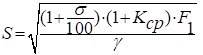 S = √((1 + σ/100) · (1 + K_cp) · F_1 / γ)